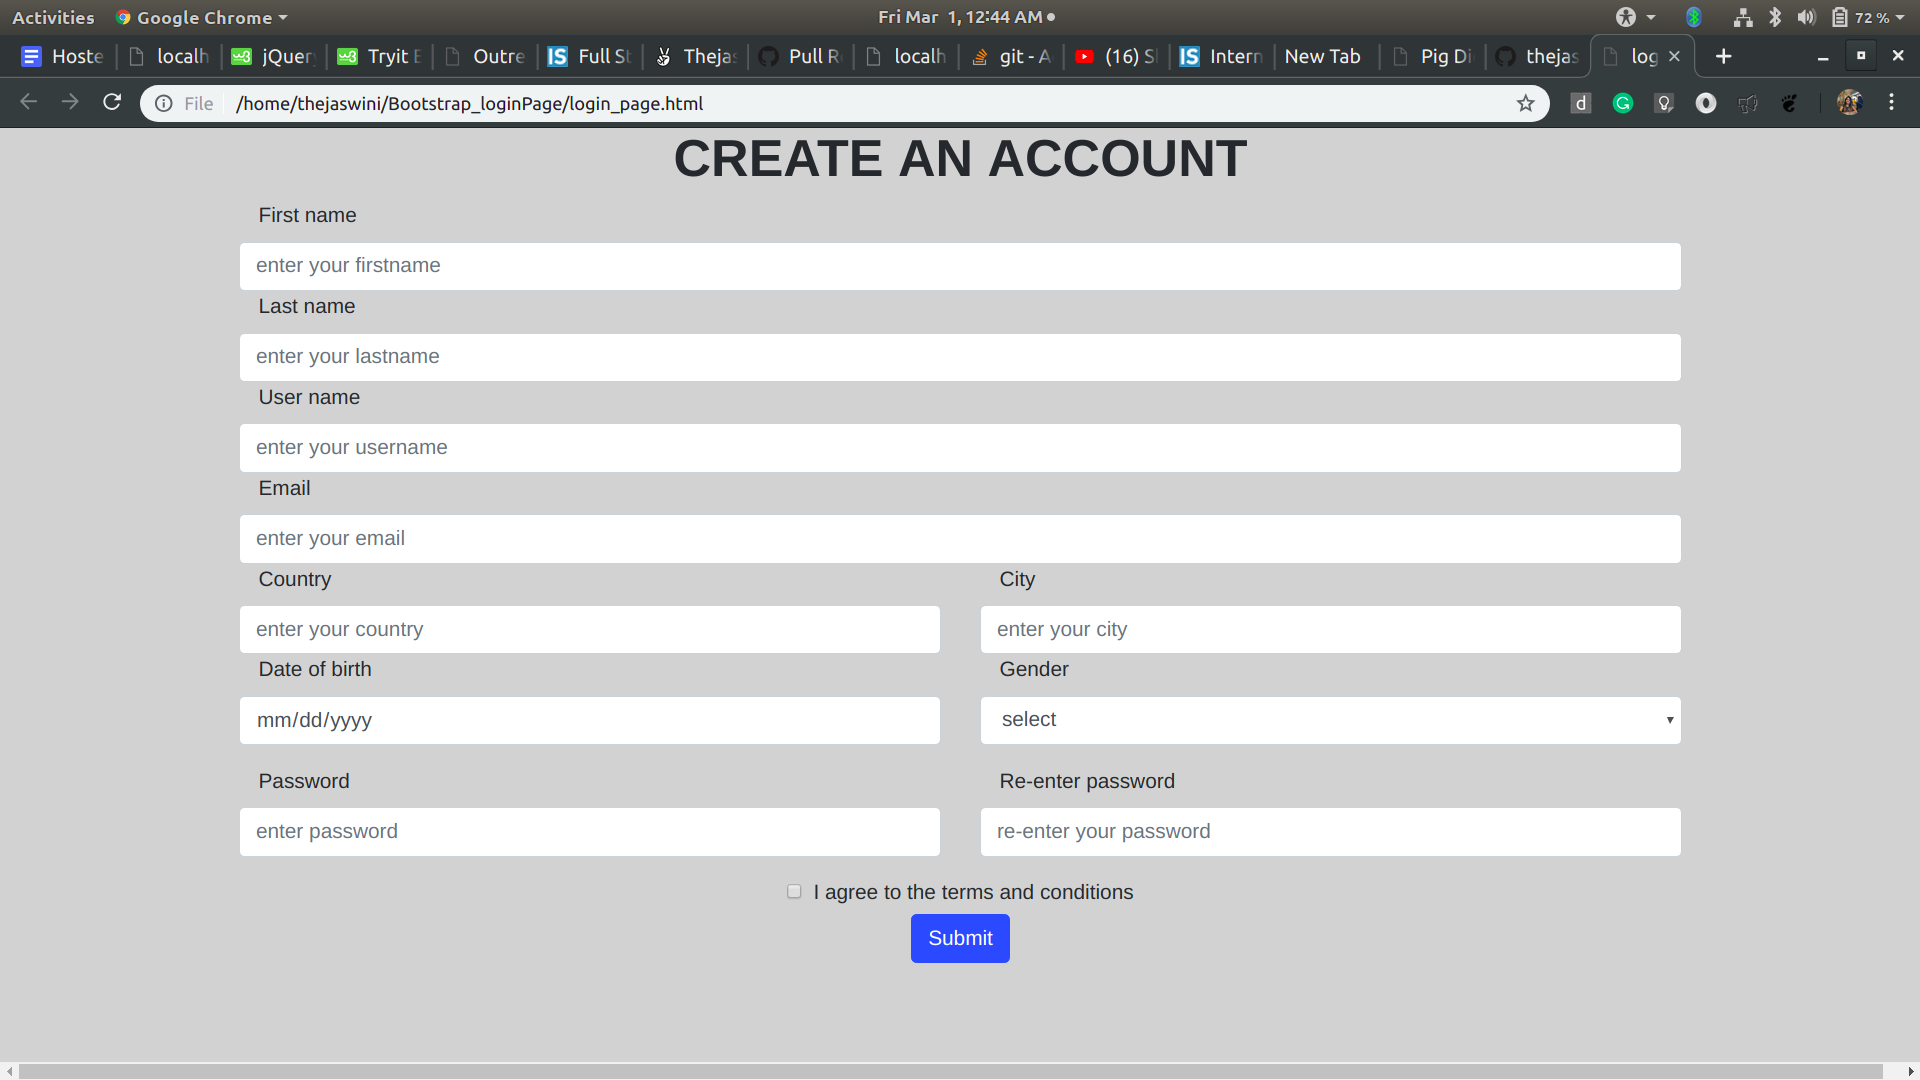 Activities Google Chrome Fri Mar 1, 12:44 AM 72 %
Hoste localh jQuer Tryit E Outre Full St Thejas Pull R localh git - A (16) S Intern New Tab Pig Di thejas log
File /home/thejaswini/Bootstrap_loginPage/login_page.html
CREATE AN ACCOUNT
First name
enter your firstname
Last name
enter your lastname
User name
enter your username
Email
enter your email
Country City
enter your country enter your city
Date of birth Gender
mm/dd/yyyy select
Password Re-enter password
enter password re-enter your password
I agree to the terms and conditions
Submit